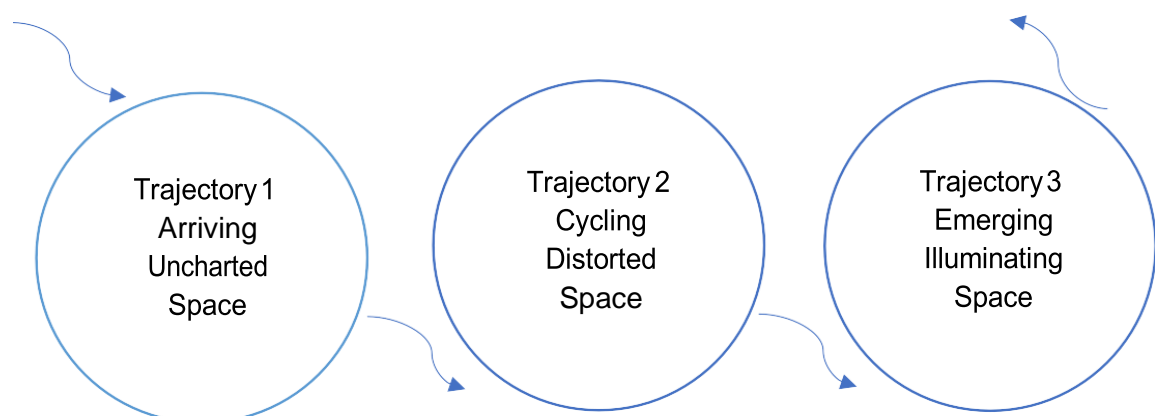 Trajectory 1
Arriving
Uncharted
Space
Trajectory 2
Cycling
Distorted
Space
Trajectory 3
Emerging
Illuminating
Space